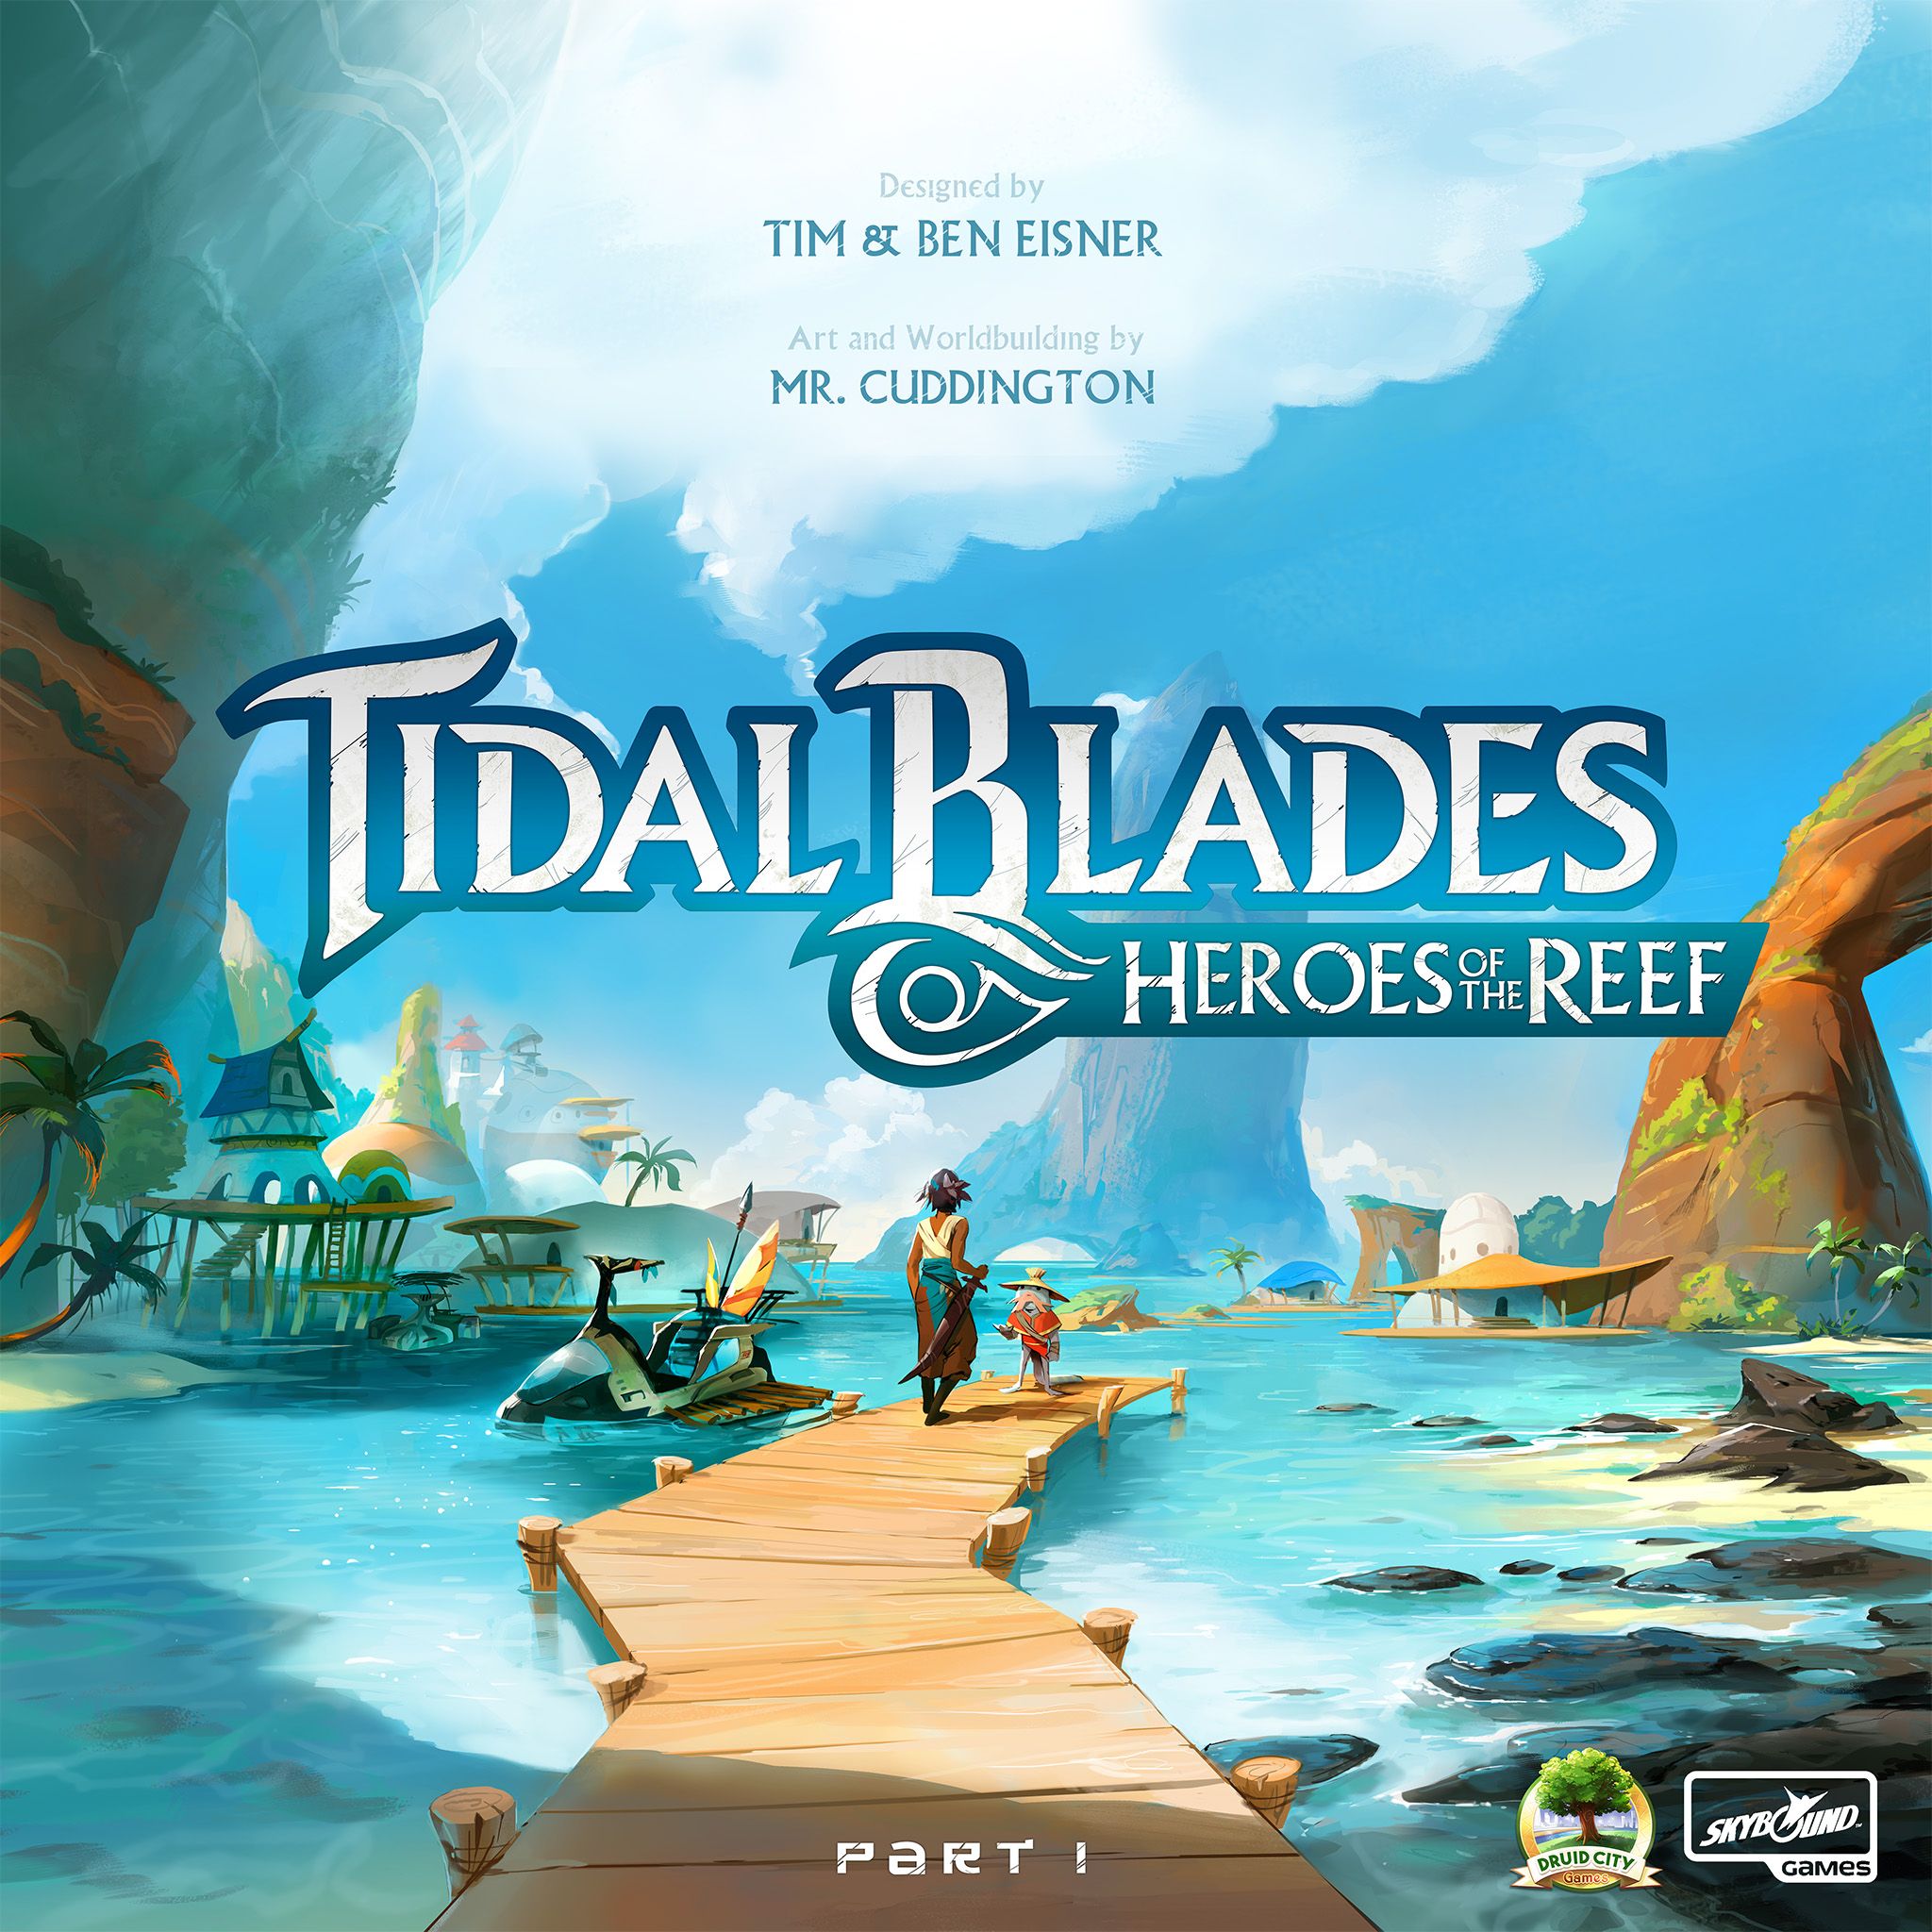 Designed by
TIM & BEN EISNER
Art and Worldbuilding by
MR. CUDDINGTON
TIDAL BLADES
HEROES OF THE REEF
PART I
DRUID CITY
Games
SKYBOUND
GAMES